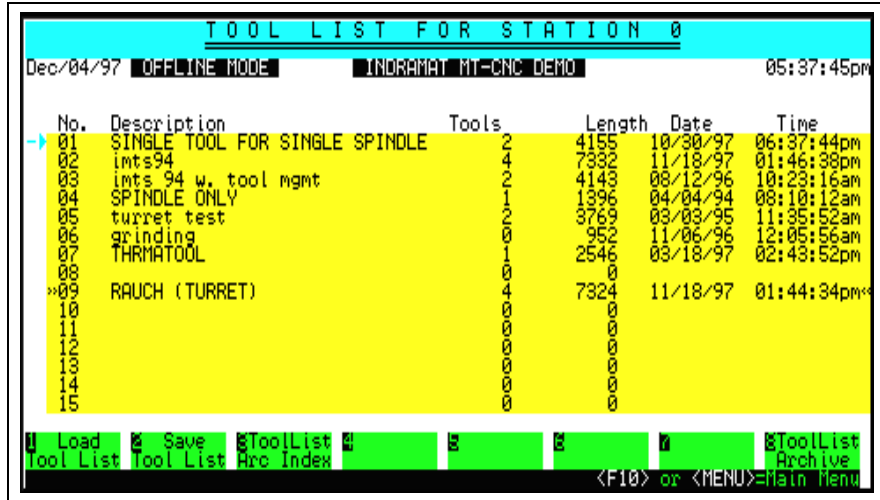 TOOL LIST FOR STATION 0
Dec/04/97 OFFLINE MODE INDRAMAT MT-CNC DEMO 05:37:45pm
No. Description Tools Length Date Time
→ 01 SINGLE TOOL FOR SINGLE SPINDLE 2 4155 10/30/97 06:37:44pm
02 imts94 4 7332 11/18/97 01:46:38pm
03 imts 94 w. tool mgmt 2 4143 08/12/96 10:23:16am
04 SPINDLE ONLY 1 1396 04/04/94 08:10:12am
05 turret test 2 3769 03/03/95 11:35:52am
06 grinding 0 952 11/06/96 12:05:56am
07 THRMATOOL 1 2546 03/18/97 02:43:52pm
08 0 0
»09 RAUCH (TURRET) 4 7324 11/18/97 01:44:34pm«
10 0 0
11 0 0
12 0 0
13 0 0
14 0 0
15 0 0
1 Load 2 Save 3ToolList 4 5 6 7 8ToolList
Tool List Tool List Arc Index Archive
<F10> or <MENU>=Main Menu